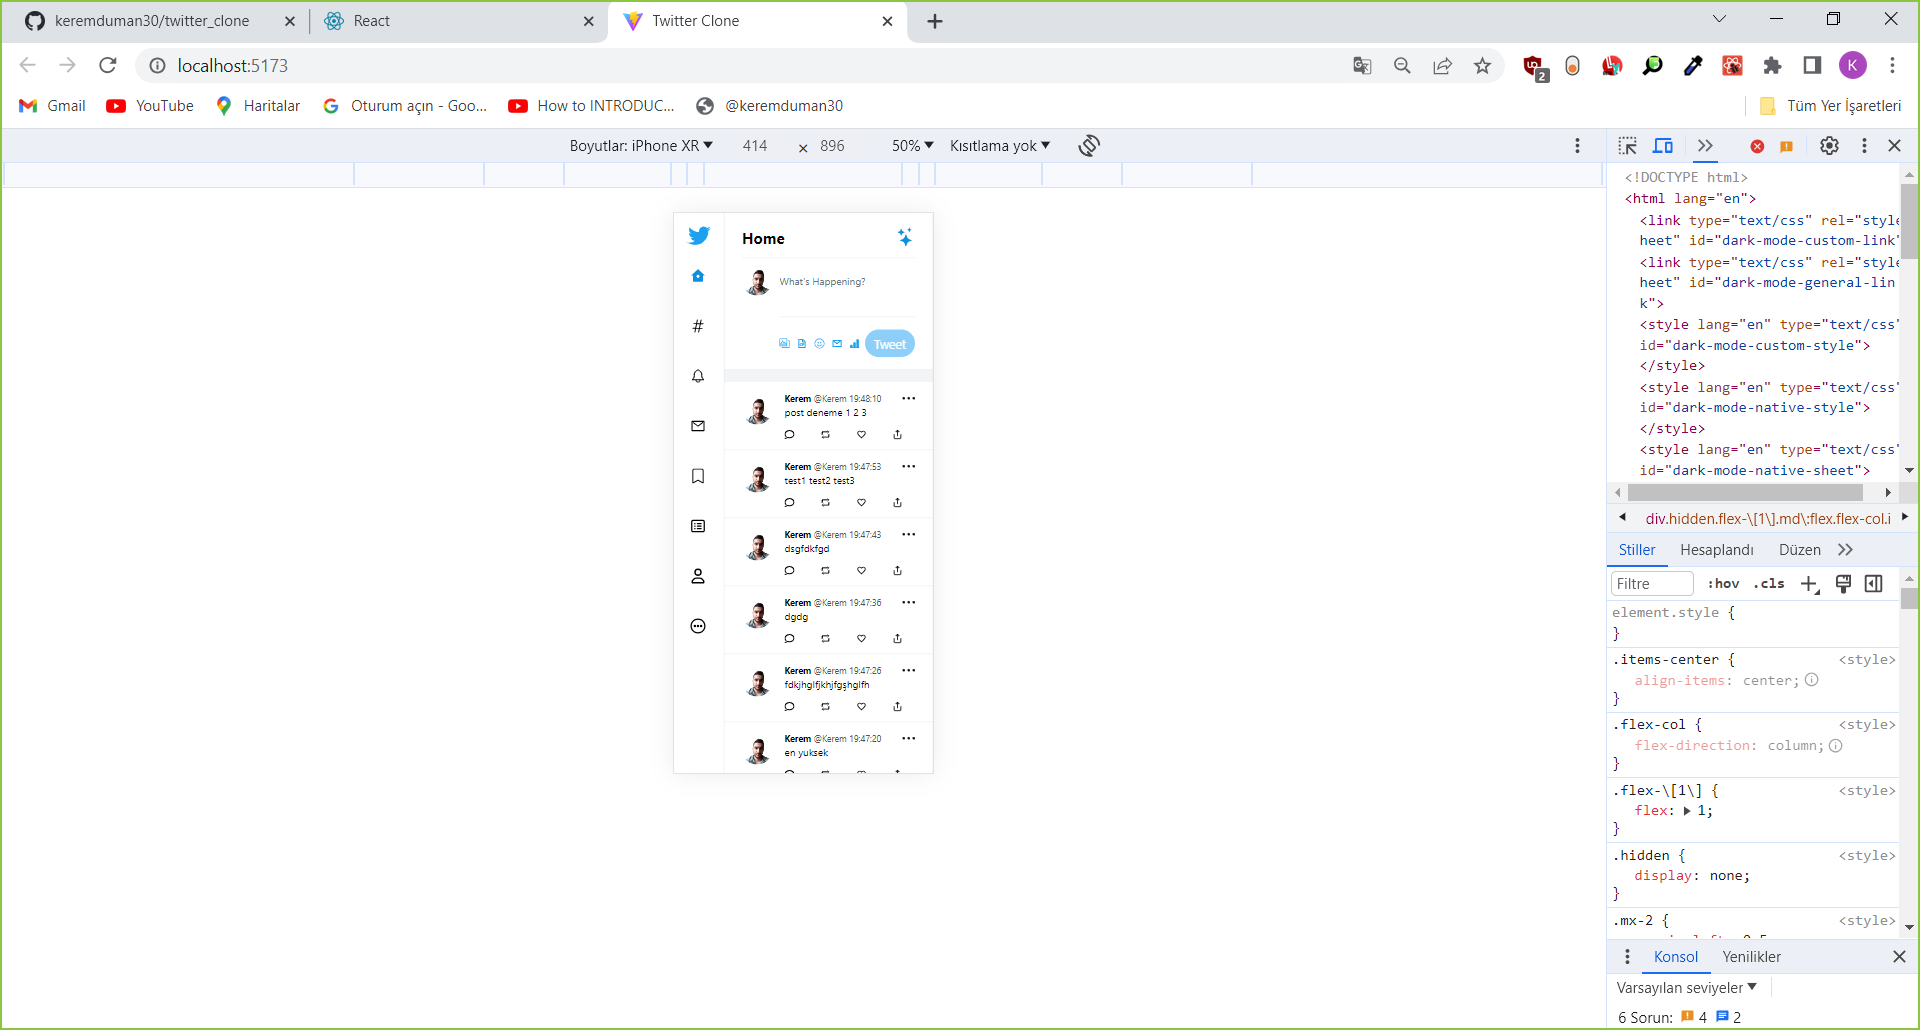 keremduman30/twitter_clone
React
Twitter Clone
localhost:5173
2
K
Gmail
YouTube
Haritalar
Oturum açın - Goo...
How to INTRODUC...
@keremduman30
Tüm Yer İşaretleri
Boyutlar: iPhone XR
414 × 896
50%
Kısıtlama yok
Home
What's Happening?
Tweet
Kerem @Kerem 19:48:10
post deneme 1 2 3
Kerem @Kerem 19:47:53
test1 test2 test3
Kerem @Kerem 19:47:43
dsgfdkfgd
Kerem @Kerem 19:47:36
dgdg
Kerem @Kerem 19:47:26
fdkjhglfjkhjfgşhglfh
Kerem @Kerem 19:47:20
en yuksek
<!DOCTYPE html>
<html lang="en">
<link type="text/css" rel="style
heet" id="dark-mode-custom-link"
<link type="text/css" rel="style
heet" id="dark-mode-general-lin
k">
<style lang="en" type="text/css"
id="dark-mode-custom-style">
</style>
<style lang="en" type="text/css"
id="dark-mode-native-style">
</style>
<style lang="en" type="text/css"
id="dark-mode-native-sheet">
div.hidden.flex-\[1\].md\:flex.flex-col.i
Stiller
Hesaplandı
Düzen
Filtre
:hov
.cls
element.style {
}
.items-center {
<style>
align-items: center;
}
.flex-col {
<style>
flex-direction: column;
}
.flex-\[1\] {
<style>
flex: 1;
}
.hidden {
<style>
display: none;
}
.mx-2 {
<style>
Konsol
Yenilikler
Varsayılan seviyeler
6 Sorun: 4 2